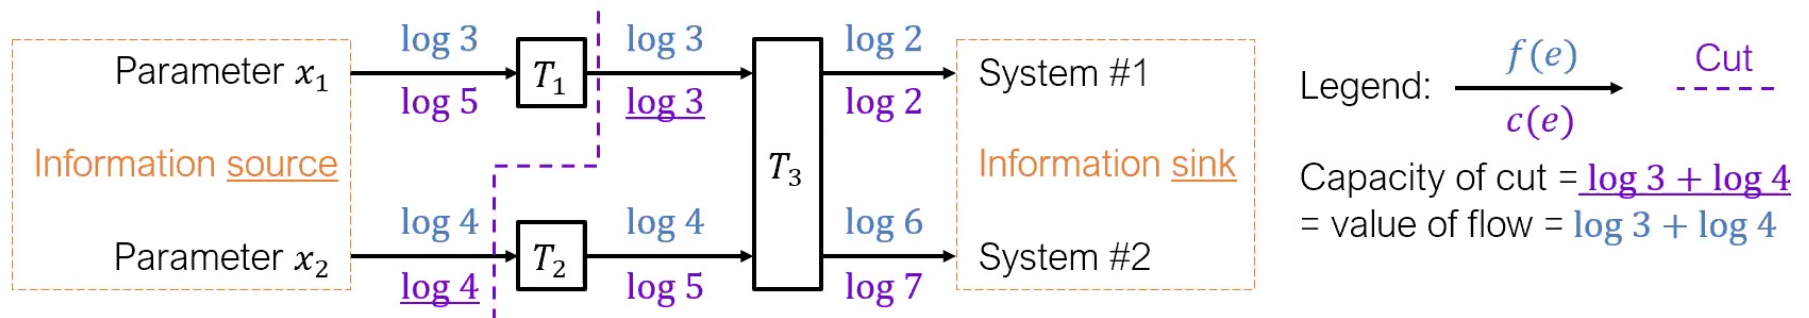 log 3 log 3 log 2
Parameter x₁ T₁ System #1
log 5 log 3 log 2
Information source T₃ Information sink
log 4 log 4 log 6
Parameter x₂ T₂ System #2
log 4 log 5 log 7
f(e) Cut
Legend:
c(e)
Capacity of cut = log 3 + log 4
= value of flow = log 3 + log 4